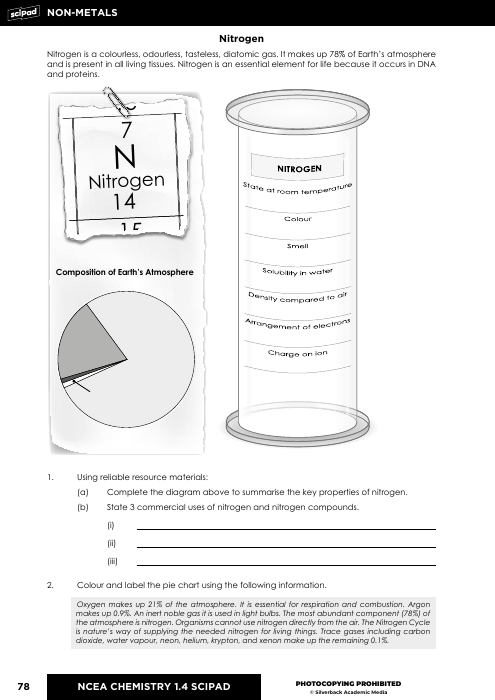 scipad NON-METALS
Nitrogen
Nitrogen is a colourless, odourless, tasteless, diatomic gas. It makes up 78% of Earth's atmosphere
and is present in all living tissues. Nitrogen is an essential element for life because it occurs in DNA
and proteins.
7
N
Nitrogen
14
15
Composition of Earth's Atmosphere
NITROGEN
State at room temperature
Colour
Smell
Solubility in water
Density compared to air
Arrangement of electrons
Charge on ion
1. Using reliable resource materials:
(a) Complete the diagram above to summarise the key properties of nitrogen.
(b) State 3 commercial uses of nitrogen and nitrogen compounds.
(i)
(ii)
(iii)
2. Colour and label the pie chart using the following information.
Oxygen makes up 21% of the atmosphere. It is essential for respiration and combustion. Argon
makes up 0.9%. An inert noble gas it is used in light bulbs. The most abundant component (78%) of
the atmosphere is nitrogen. Organisms cannot use nitrogen directly from the air. The Nitrogen Cycle
is nature's way of supplying the needed nitrogen for living things. Trace gases including carbon
dioxide, water vapour, neon, helium, krypton, and xenon make up the remaining 0.1%.
78 NCEA CHEMISTRY 1.4 SCIPAD PHOTOCOPYING PROHIBITED
© Silverback Academic Media